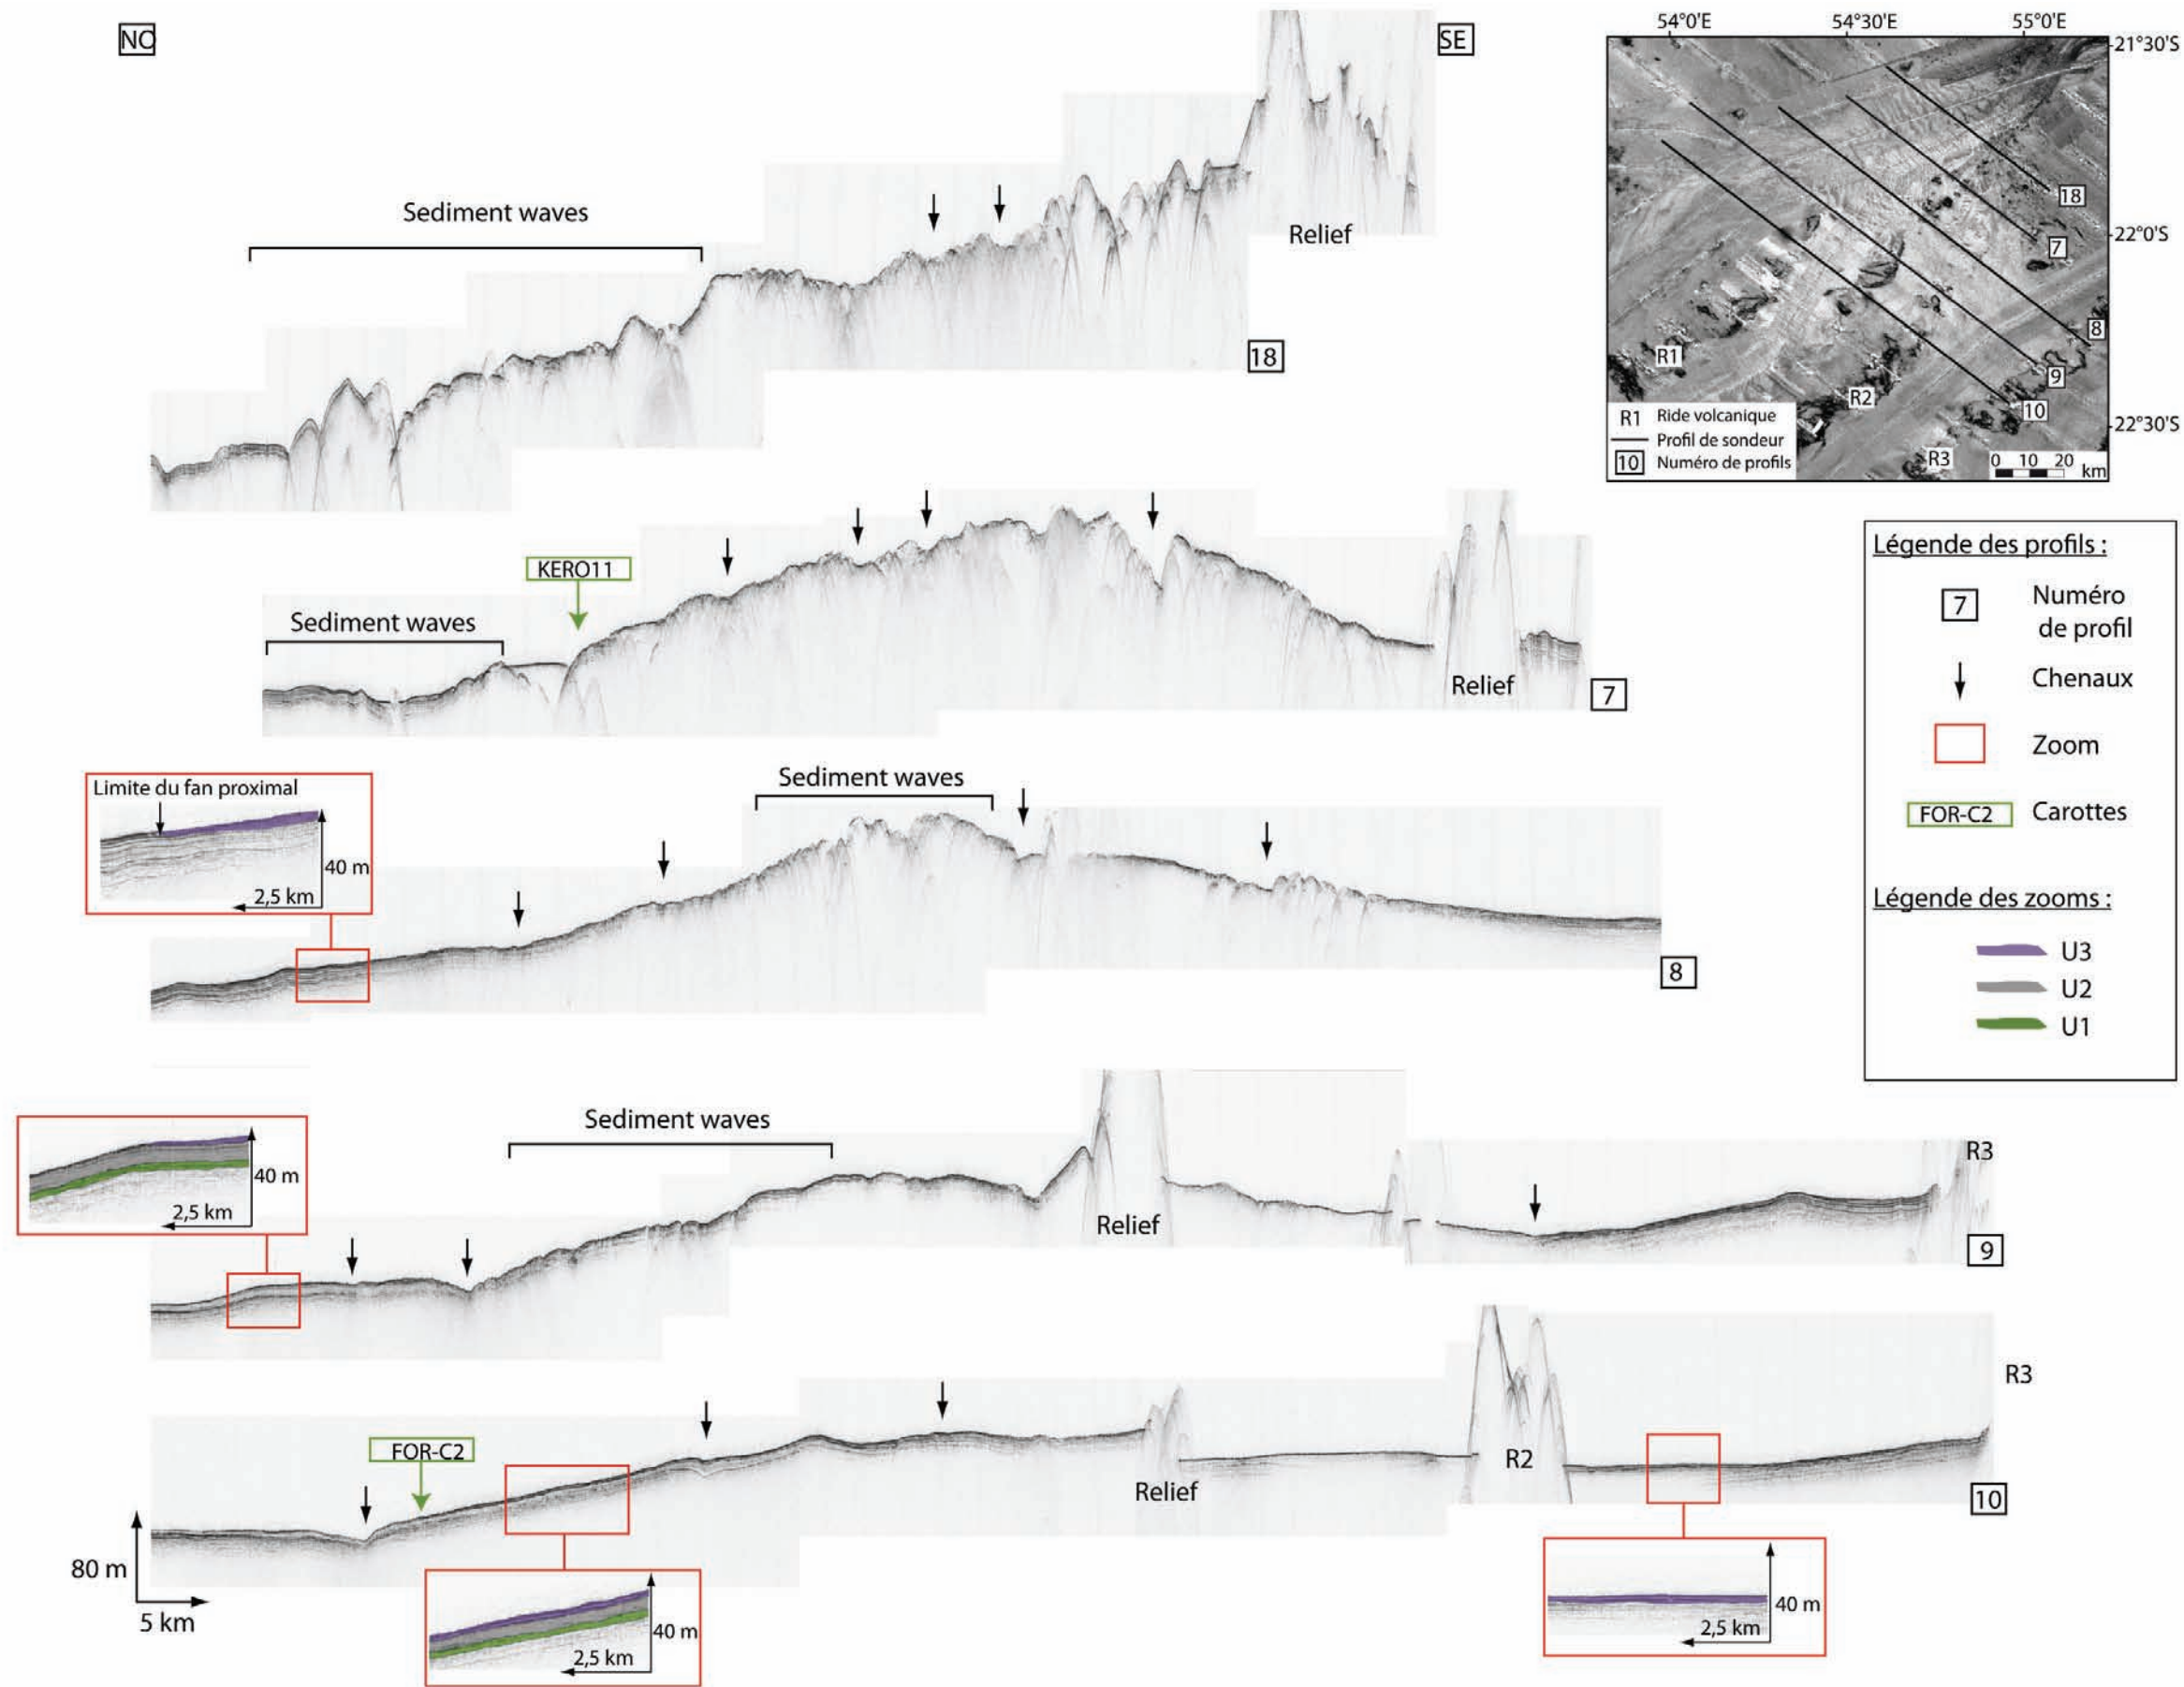 NO
SE
Sediment waves
Relief
18
Sediment waves
KERO11
Relief
7
Limite du fan proximal
40 m
2,5 km
Sediment waves
8
40 m
2,5 km
Sediment waves
Relief
R3
9
FOR-C2
Relief
R2
R3
10
80 m
5 km
40 m
2,5 km
40 m
2,5 km
54°0'E
54°30'E
55°0'E
21°30'S
22°0'S
22°30'S
18
7
8
9
10
R1
R2
R3
R1 Ride volcanique
Profil de sondeur
10 Numéro de profils
0 10 20
km
Légende des profils :
7 Numéro
de profil
Chenaux
Zoom
FOR-C2 Carottes
Légende des zooms :
U3
U2
U1